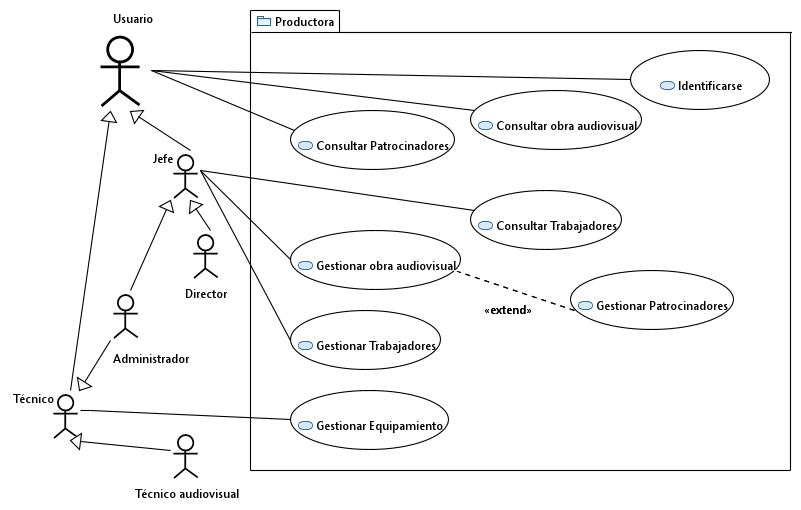 Usuario
Productora
Identificarse
Consultar obra audiovisual
Consultar Patrocinadores
Jefe
Consultar Trabajadores
Gestionar obra audiovisual
Director
Gestionar Patrocinadores
«extend»
Gestionar Trabajadores
Administrador
Técnico
Gestionar Equipamiento
Técnico audiovisual